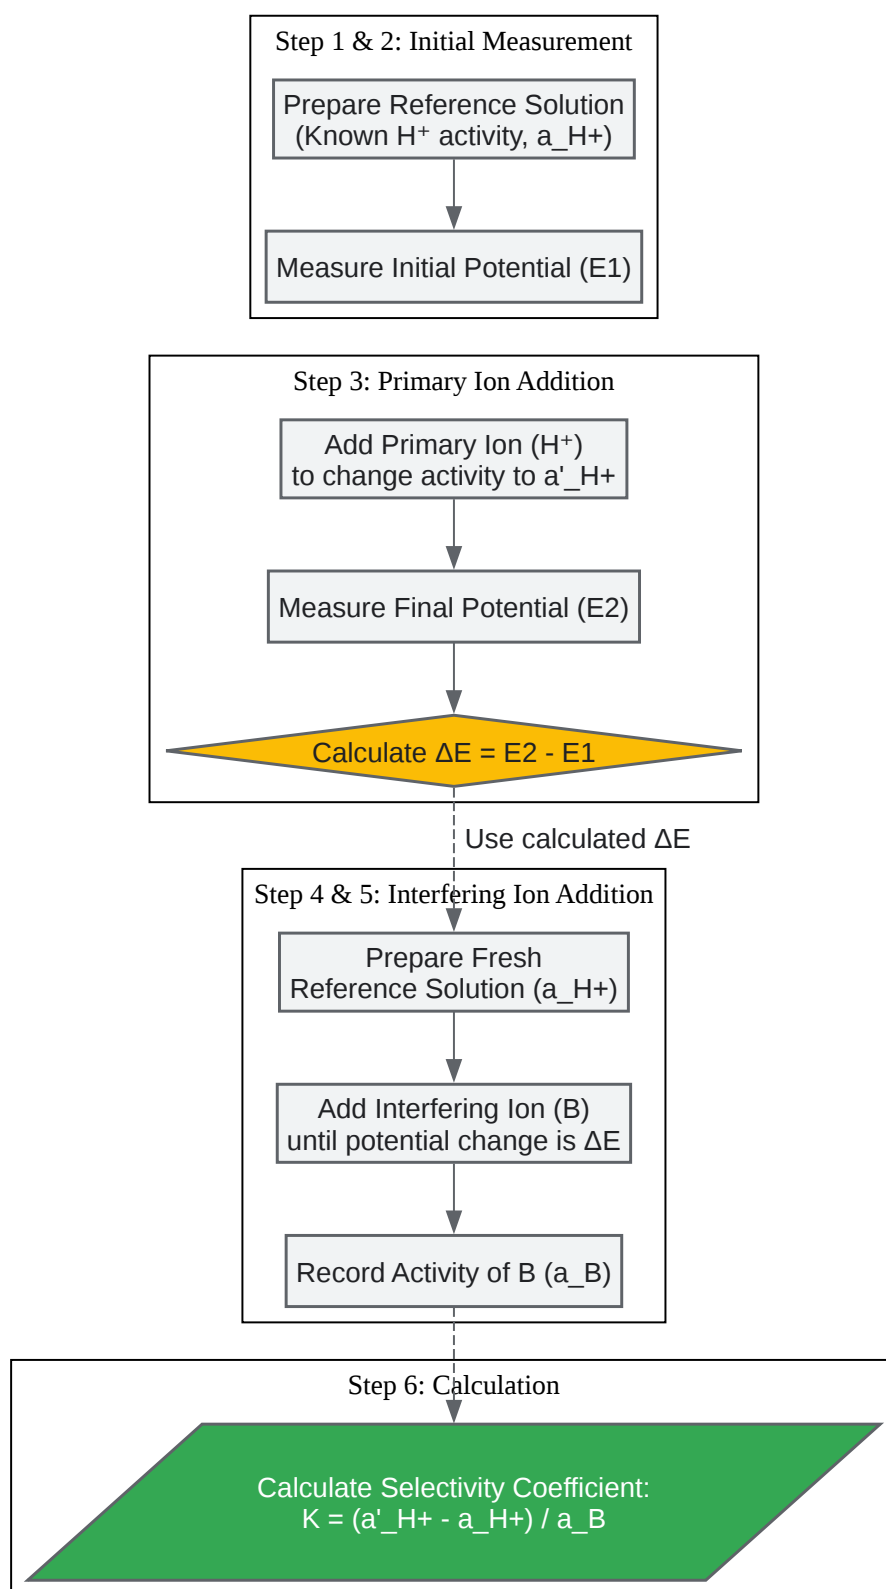 Step 1 & 2: Initial Measurement
Prepare Reference Solution
(Known H⁺ activity, a_H+)
Measure Initial Potential (E1)
Step 3: Primary Ion Addition
Add Primary Ion (H⁺)
to change activity to a'_H+
Measure Final Potential (E2)
Calculate ΔE = E2 - E1
Use calculated ΔE
Step 4 & 5: Interfering Ion Addition
Prepare Fresh
Reference Solution (a_H+)
Add Interfering Ion (B)
until potential change is ΔE
Record Activity of B (a_B)
Step 6: Calculation
Calculate Selectivity Coefficient:
K = (a'_H+ - a_H+) / a_B